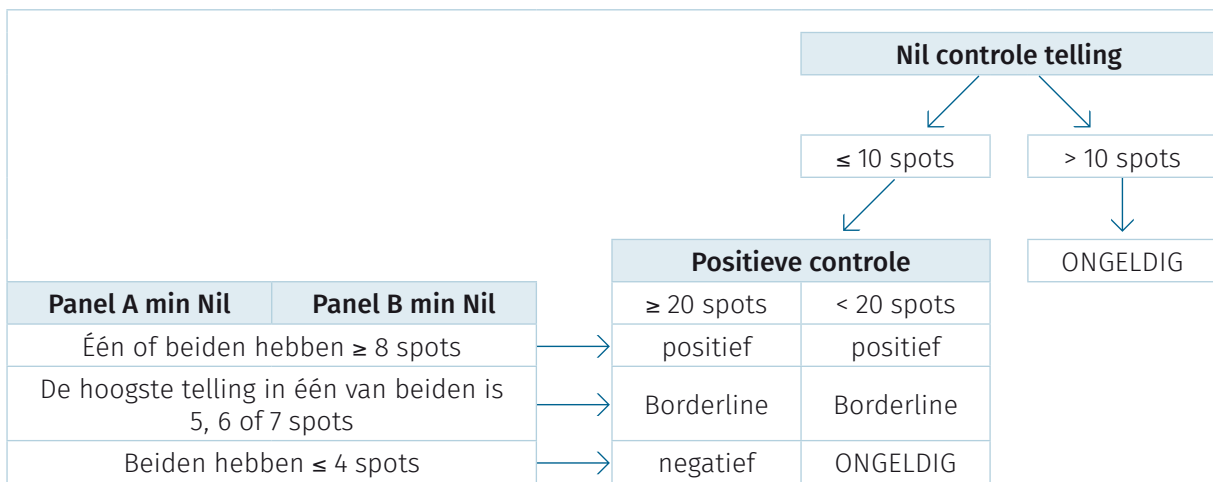 Nil controle telling
≤ 10 spots
> 10 spots
Positieve controle
ONGELDIG
Panel A min Nil
Panel B min Nil
≥ 20 spots
< 20 spots
Één of beiden hebben ≥ 8 spots
positief
positief
De hoogste telling in één van beiden is
5, 6 of 7 spots
Borderline
Borderline
Beiden hebben ≤ 4 spots
negatief
ONGELDIG